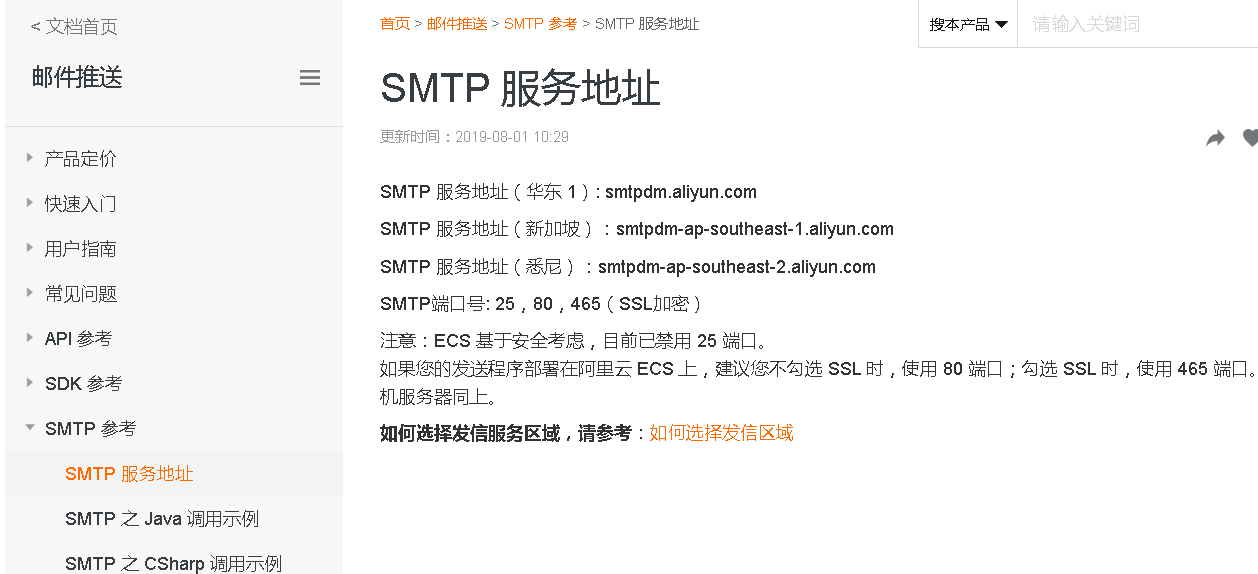 < 文档首页
邮件推送
产品定价
快速入门
用户指南
常见问题
API 参考
SDK 参考
SMTP 参考
SMTP 服务地址
SMTP 之 Java 调用示例
SMTP 之 CSharp 调用示例
首页 > 邮件推送 > SMTP 参考 > SMTP 服务地址
搜本产品
请输入关键词
SMTP 服务地址
更新时间：2019-08-01 10:29
SMTP 服务地址（华东 1）: smtpdm.aliyun.com
SMTP 服务地址（新加坡）：smtpdm-ap-southeast-1.aliyun.com
SMTP 服务地址（悉尼）：smtpdm-ap-southeast-2.aliyun.com
SMTP端口号: 25，80，465（SSL加密）
注意：ECS 基于安全考虑，目前已禁用 25 端口。
如果您的发送程序部署在阿里云 ECS 上，建议您不勾选 SSL 时，使用 80 端口；勾选 SSL 时，使用 465 端口。
机服务器同上。
如何选择发信服务区域，请参考：如何选择发信区域